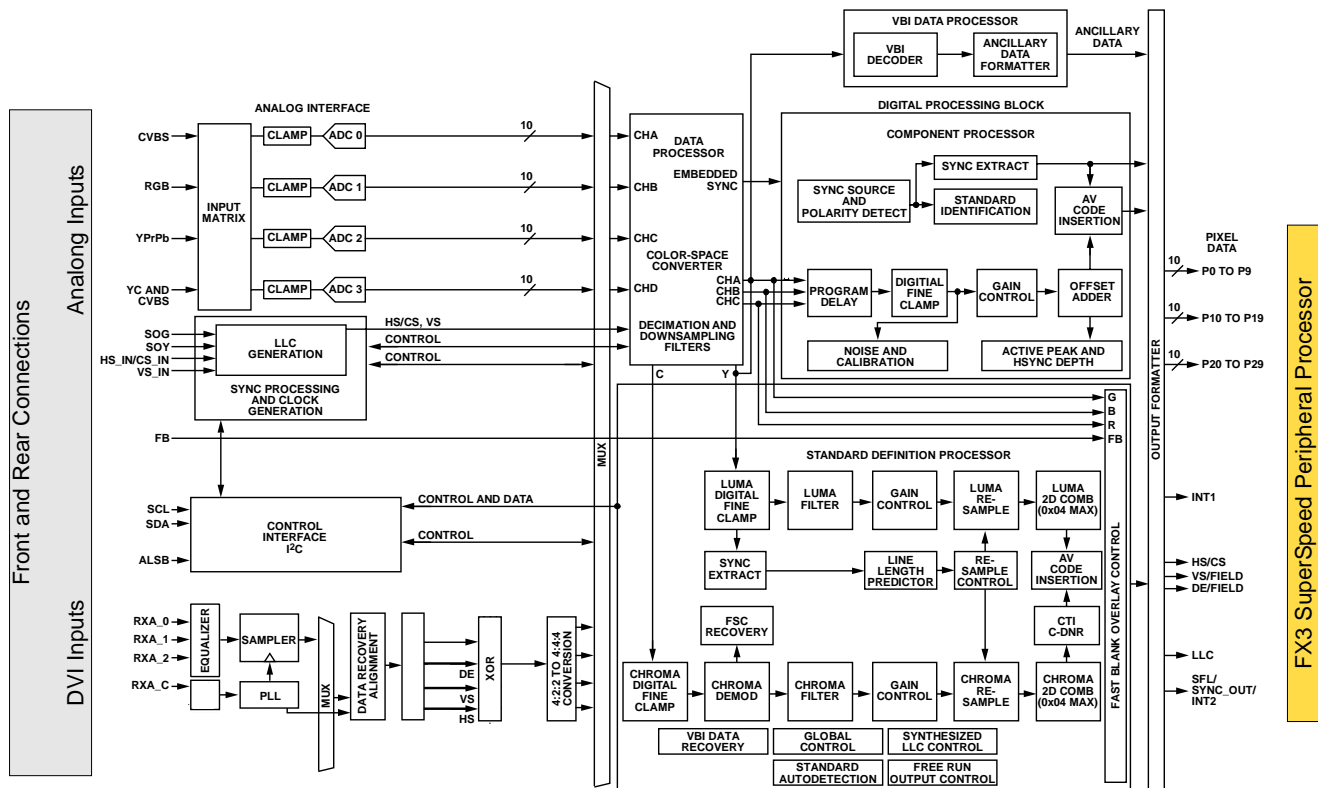 Front and Rear Connections
Analong Inputs
DVI Inputs
ANALOG INTERFACE
CVBS
RGB
YPrPb
YC AND
CVBS
INPUT
MATRIX
CLAMP
ADC 0
10
CLAMP
ADC 1
10
CLAMP
ADC 2
10
CLAMP
ADC 3
10
SOG
SOY
HS_IN/CS_IN
VS_IN
LLC
GENERATION
SYNC PROCESSING
AND CLOCK
GENERATION
HS/CS, VS
CONTROL
CONTROL
FB
SCL
SDA
ALSB
CONTROL
INTERFACE
I²C
CONTROL AND DATA
CONTROL
RXA_0
RXA_1
RXA_2
RXA_C
EQUALIZER
SAMPLER
PLL
MUX
DATA RECOVERY
ALIGNMENT
DE
VS
HS
XOR
4:2:2 TO 4:4:4
CONVERSION
MUX
DATA
PROCESSOR
CHA
CHB
CHC
CHD
EMBEDDED
SYNC
COLOR-SPACE
CONVERTER
CHA
CHB
CHC
DECIMATION AND
DOWNSAMPLING
FILTERS
C
Y
VBI DATA PROCESSOR
VBI
DECODER
ANCILLARY
DATA
FORMATTER
ANCILLARY
DATA
DIGITAL PROCESSING BLOCK
COMPONENT PROCESSOR
SYNC EXTRACT
SYNC SOURCE
AND
POLARITY DETECT
STANDARD
IDENTIFICATION
AV
CODE
INSERTION
PROGRAM
DELAY
DIGITIAL
FINE
CLAMP
GAIN
CONTROL
OFFSET
ADDER
NOISE AND
CALIBRATION
ACTIVE PEAK AND
HSYNC DEPTH
G
B
R
FB
STANDARD DEFINITION PROCESSOR
LUMA
DIGITAL
FINE
CLAMP
LUMA
FILTER
GAIN
CONTROL
LUMA
RE-
SAMPLE
LUMA
2D COMB
(0x04 MAX)
SYNC
EXTRACT
LINE
LENGTH
PREDICTOR
RE-
SAMPLE
CONTROL
AV
CODE
INSERTION
FSC
RECOVERY
CTI
C-DNR
CHROMA
DIGITAL
FINE
CLAMP
CHROMA
DEMOD
CHROMA
FILTER
GAIN
CONTROL
CHROMA
RE-
SAMPLE
CHROMA
2D COMB
(0x04 MAX)
VBI DATA
RECOVERY
GLOBAL
CONTROL
SYNTHESIZED
LLC CONTROL
STANDARD
AUTODETECTION
FREE RUN
OUTPUT CONTROL
FAST BLANK OVERLAY CONTROL
OUTPUT FORMATTER
PIXEL
DATA
10
P0 TO P9
10
P10 TO P19
10
P20 TO P29
INT1
HS/CS
VS/FIELD
DE/FIELD
LLC
SFL/
SYNC_OUT/
INT2
FX3 SuperSpeed Peripheral Processor